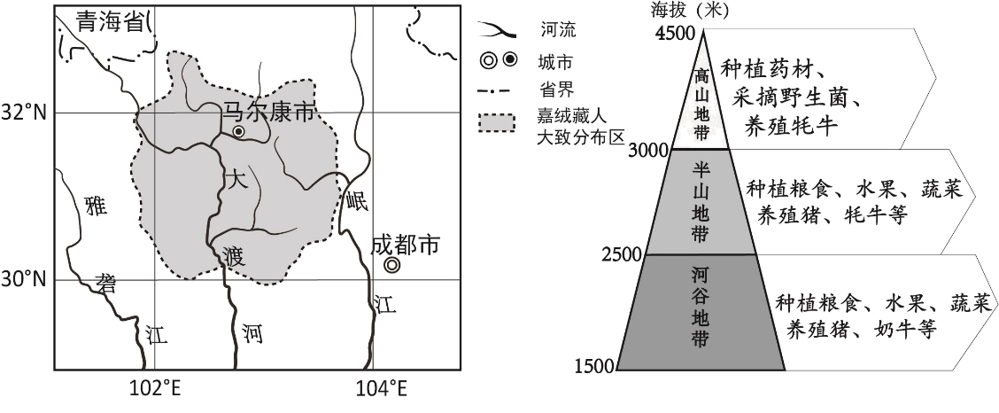 青海省
32°N
30°N
102°E
104°E
马尔康市
成都市
大
渡
河
雅
砻
江
岷
江
河流
城市
省界
嘉绒藏人
大致分布区
海拔（米）
4500
3000
2500
1500
高山地带
种植药材、
采摘野生菌、
养殖牦牛
半山地带
种植粮食、水果、蔬菜
养殖猪、牦牛等
河谷地带
种植粮食、水果、蔬菜
养殖猪、奶牛等